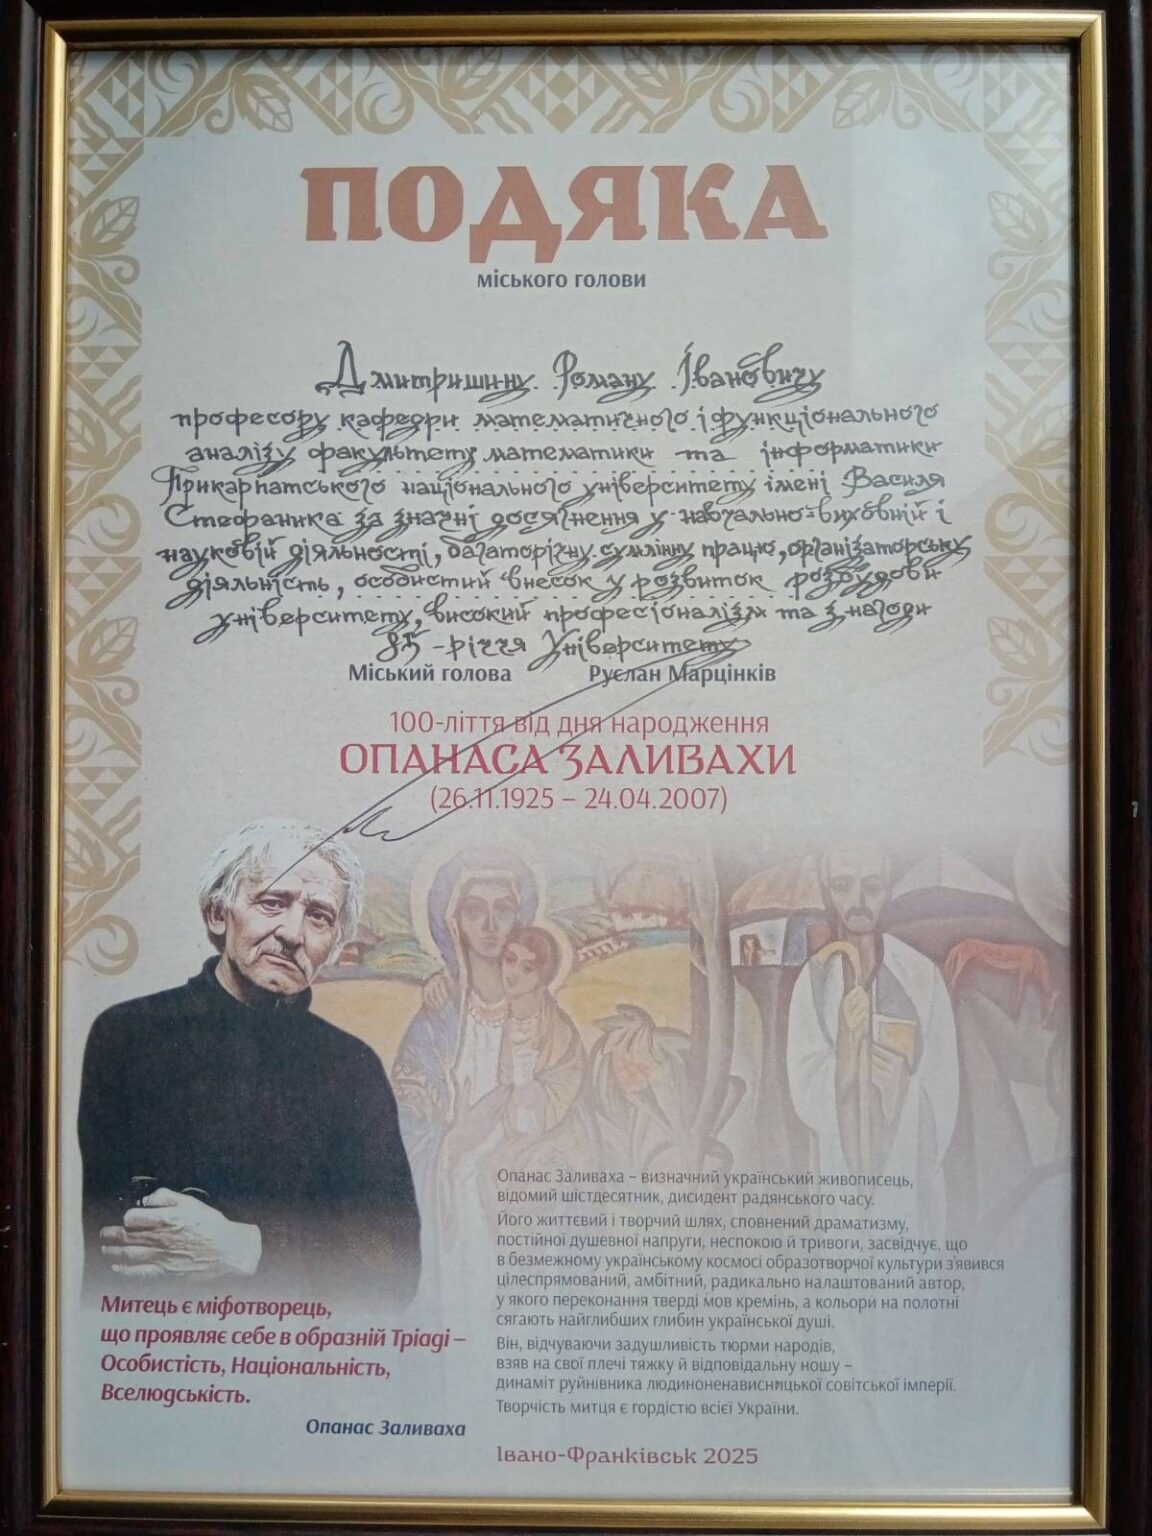 ПОДЯКА
міського голови
Дмитришину Роману Івановичу
професору кафедри математичного і функціонального
аналізу факультету математики та інформатики
Прикарпатського національного університету імені Василя
Стефаника за значні досягнення у навчально-виховній і
науковій діяльності, багаторічну сумлінну працю, організаторську
діяльність, особистий внесок у розвиток розбудови
університету, високий професіоналізм та з нагоди
85-річчя Університету
Міський голова Руслан Марцінків
100-ліття від дня народження
ОПАНАСА ЗАЛИВАХИ
(26.11.1925 – 24.04.2007)
Опанас Заливаха – визначний український живописець,
відомий шістдесятник, дисидент радянського часу.
Його життєвий і творчий шлях, сповнений драматизму,
постійної душевної напруги, неспокою й тривоги, засвідчує, що
в безмежному українському космосі образотворчої культури з'явився
цілеспрямований, амбітний, радикально налаштований автор,
у якого переконання тверді мов кремінь, а кольори на полотні
сягають найглибших глибин української душі.
Він, відчуваючи задушливість тюрми народів,
взяв на свої плечі тяжку й відповідальну ношу –
динаміт руйнівника людиноненависницької совітської імперії.
Творчість митця є гордістю всієї України.
Митець є міфотворець,
що проявляє себе в образній Тріаді –
Особистість, Національність,
Вселюдськість.
Опанас Заливаха
Івано-Франківськ 2025